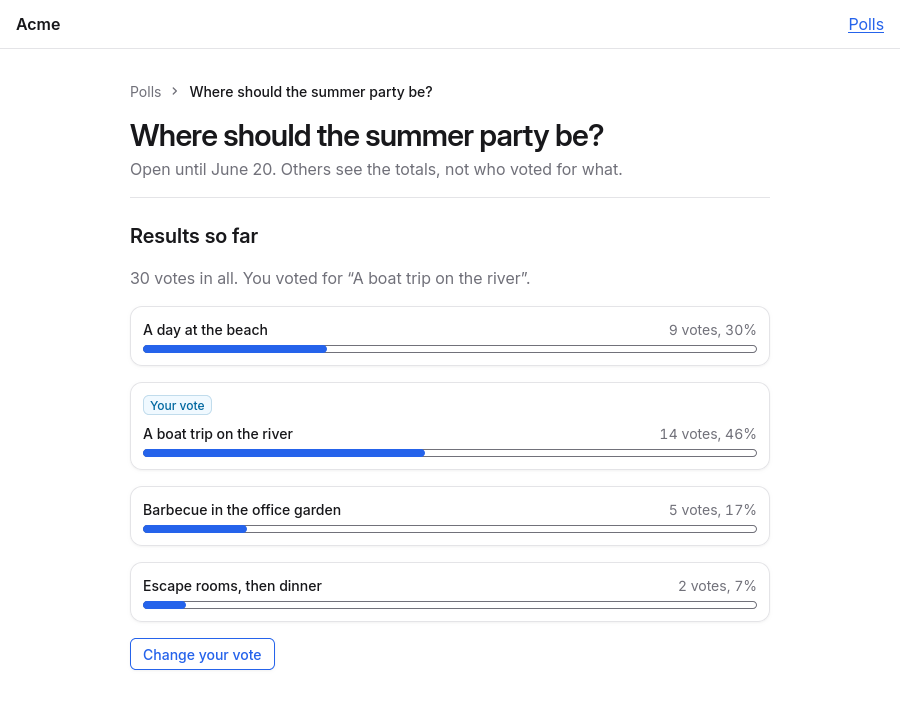 Acme
Polls
Polls
Where should the summer party be?
Where should the summer party be?
Open until June 20. Others see the totals, not who voted for what.
Results so far
30 votes in all. You voted for “A boat trip on the river”.
A day at the beach
9 votes, 30%
Your vote
A boat trip on the river
14 votes, 46%
Barbecue in the office garden
5 votes, 17%
Escape rooms, then dinner
2 votes, 7%
Change your vote